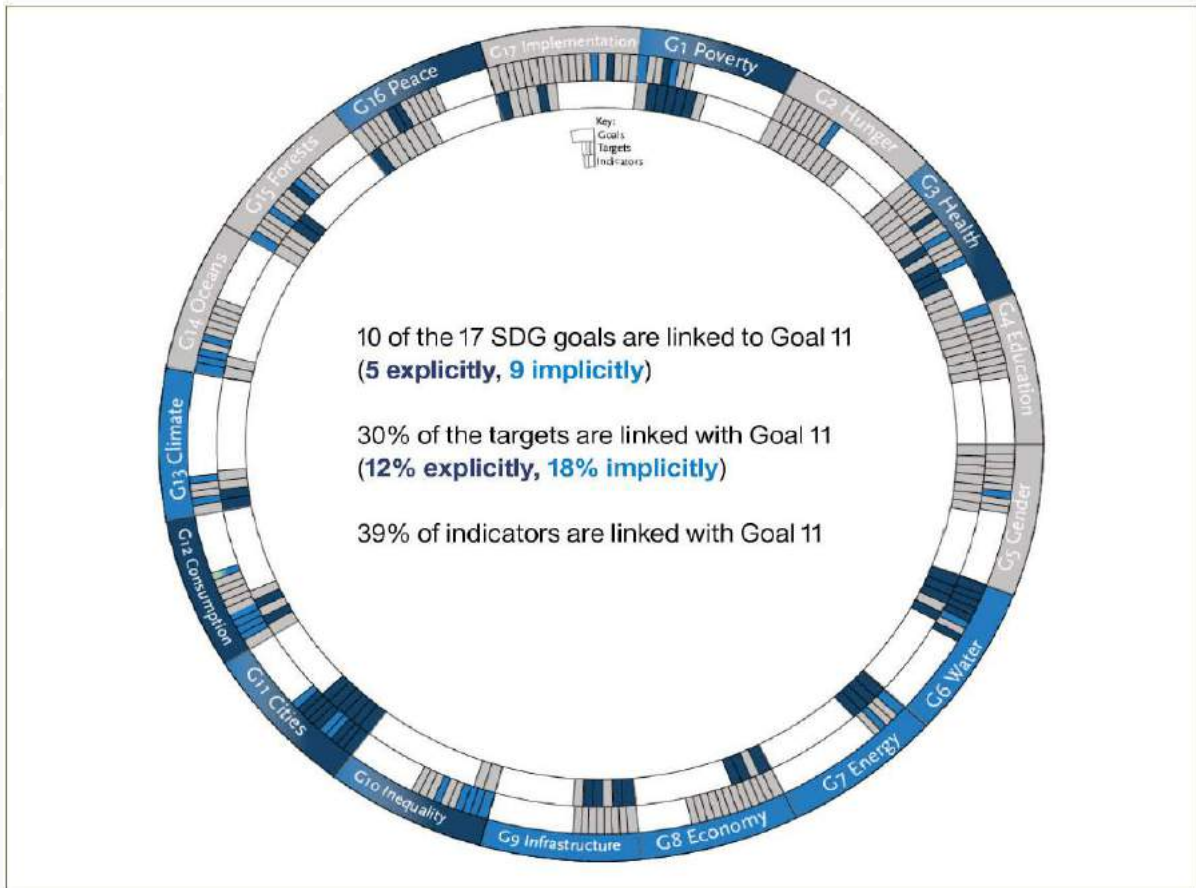 G17 Implementation
G1 Poverty
G2 Hunger
G3 Health
G4 Education
G5 Gender
G6 Water
G7 Energy
G8 Economy
G9 Infrastructure
G10 Inequality
G11 Cities
G12 Consumption
G13 Climate
G14 Oceans
G15 Forests
G16 Peace
Key:
Goals
Targets
Indicators
10 of the 17 SDG goals are linked to Goal 11
(5 explicitly, 9 implicitly)
30% of the targets are linked with Goal 11
(12% explicitly, 18% implicitly)
39% of indicators are linked with Goal 11